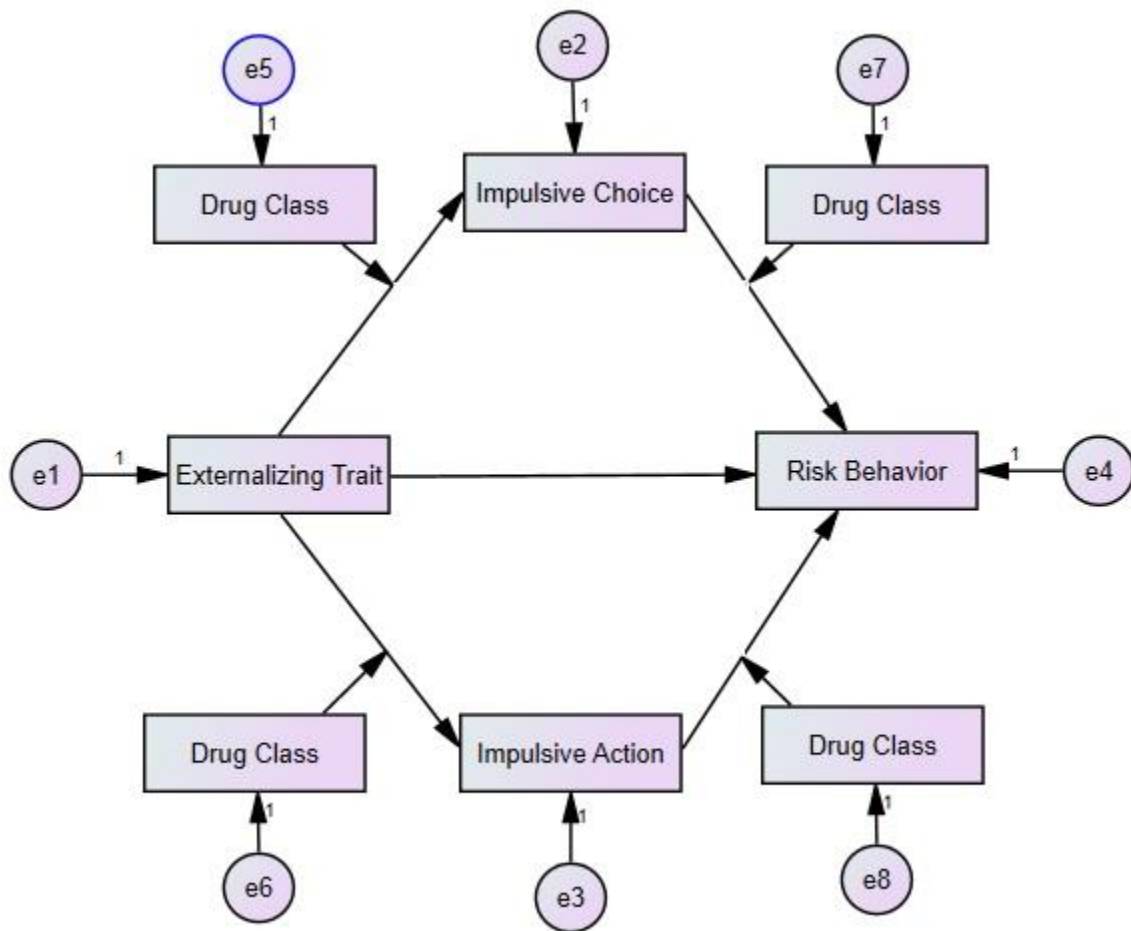 e5
e2
e7
1
1
1
Drug Class
Impulsive Choice
Drug Class
e1
1
Externalizing Trait
Risk Behavior
1
e4
Drug Class
Impulsive Action
Drug Class
1
1
1
e6
e3
e8